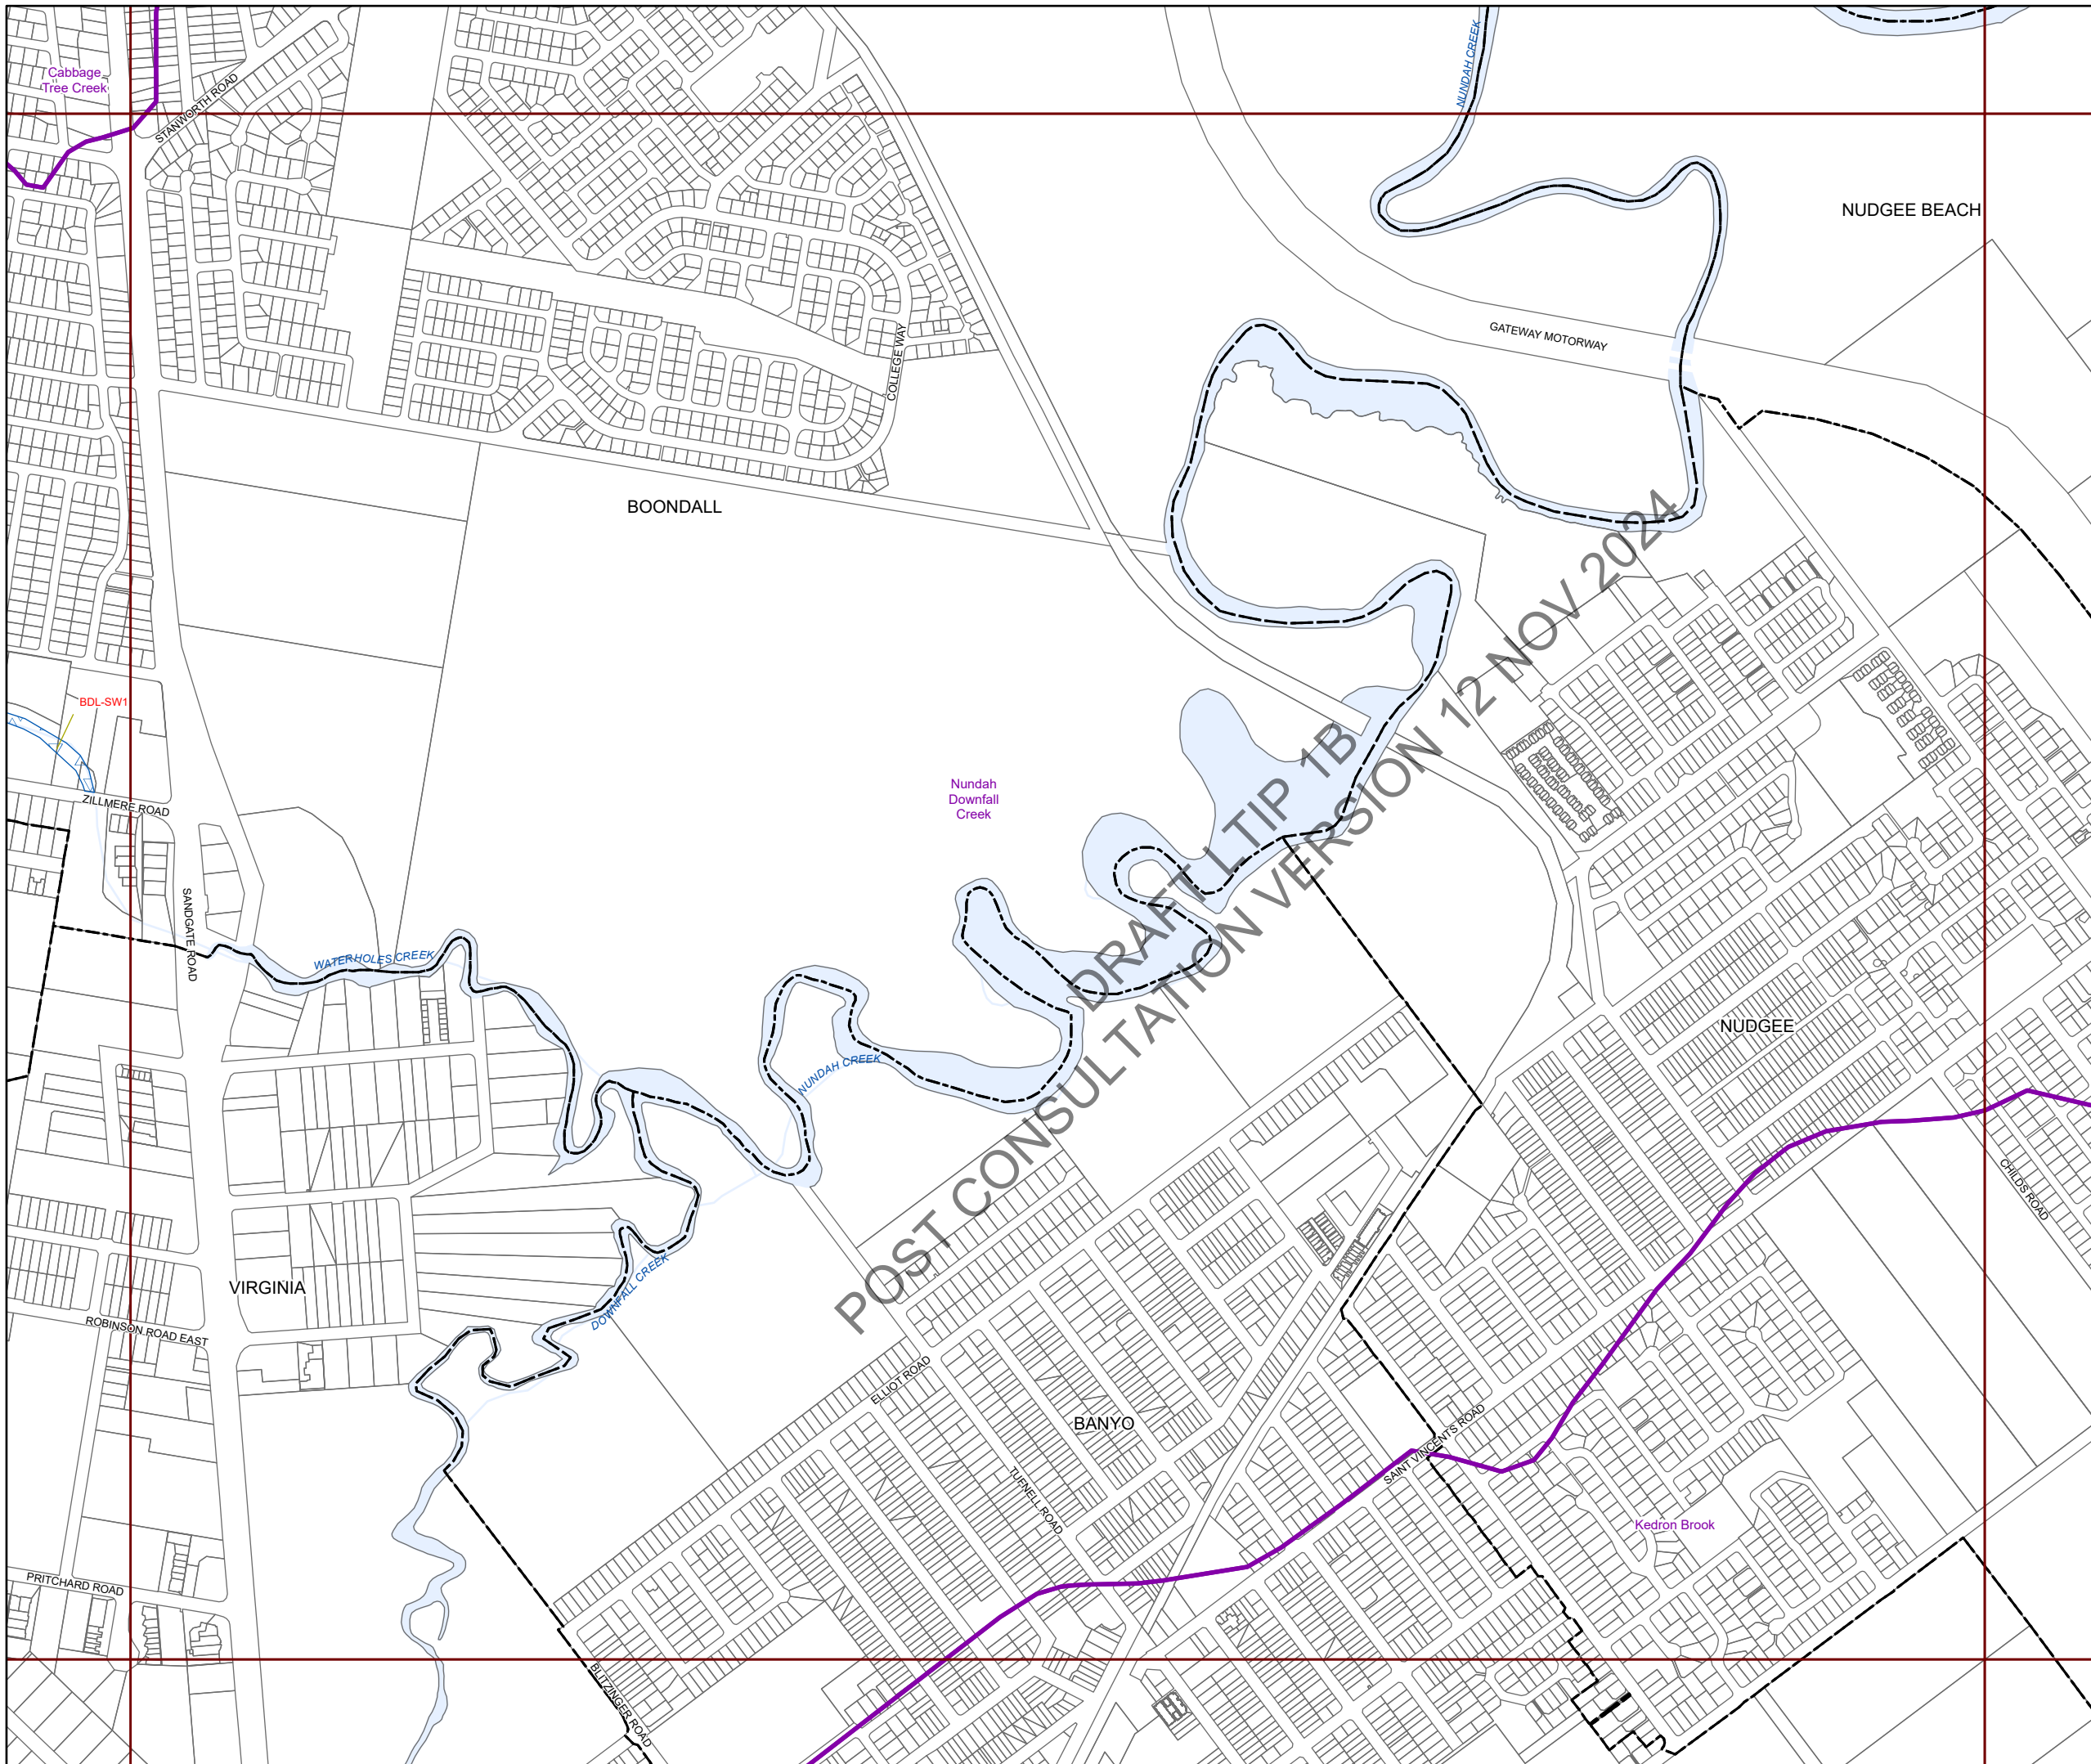 Cabbage
Tree Creek
STANWORTH ROAD
NUNDAH CREEK
NUDGEE BEACH
GATEWAY MOTORWAY
COLLEGE WAY
BOONDALL
BDL-SW1
ZILLMERE ROAD
Nundah
Downfall
Creek
DRAFT LTIP 1B
POST CONSULTATION VERSION 12 NOV 2024
SANDGATE ROAD
WATERHOLES CREEK
NUNDAH CREEK
NUDGEE
CHILDS ROAD
VIRGINIA
DOWNFALL CREEK
ROBINSON ROAD EAST
ELLIOT ROAD
BANYO
SAINT VINCENTS ROAD
TUFNELL ROAD
Kedron Brook
PRITCHARD ROAD
BLITZINGER ROAD